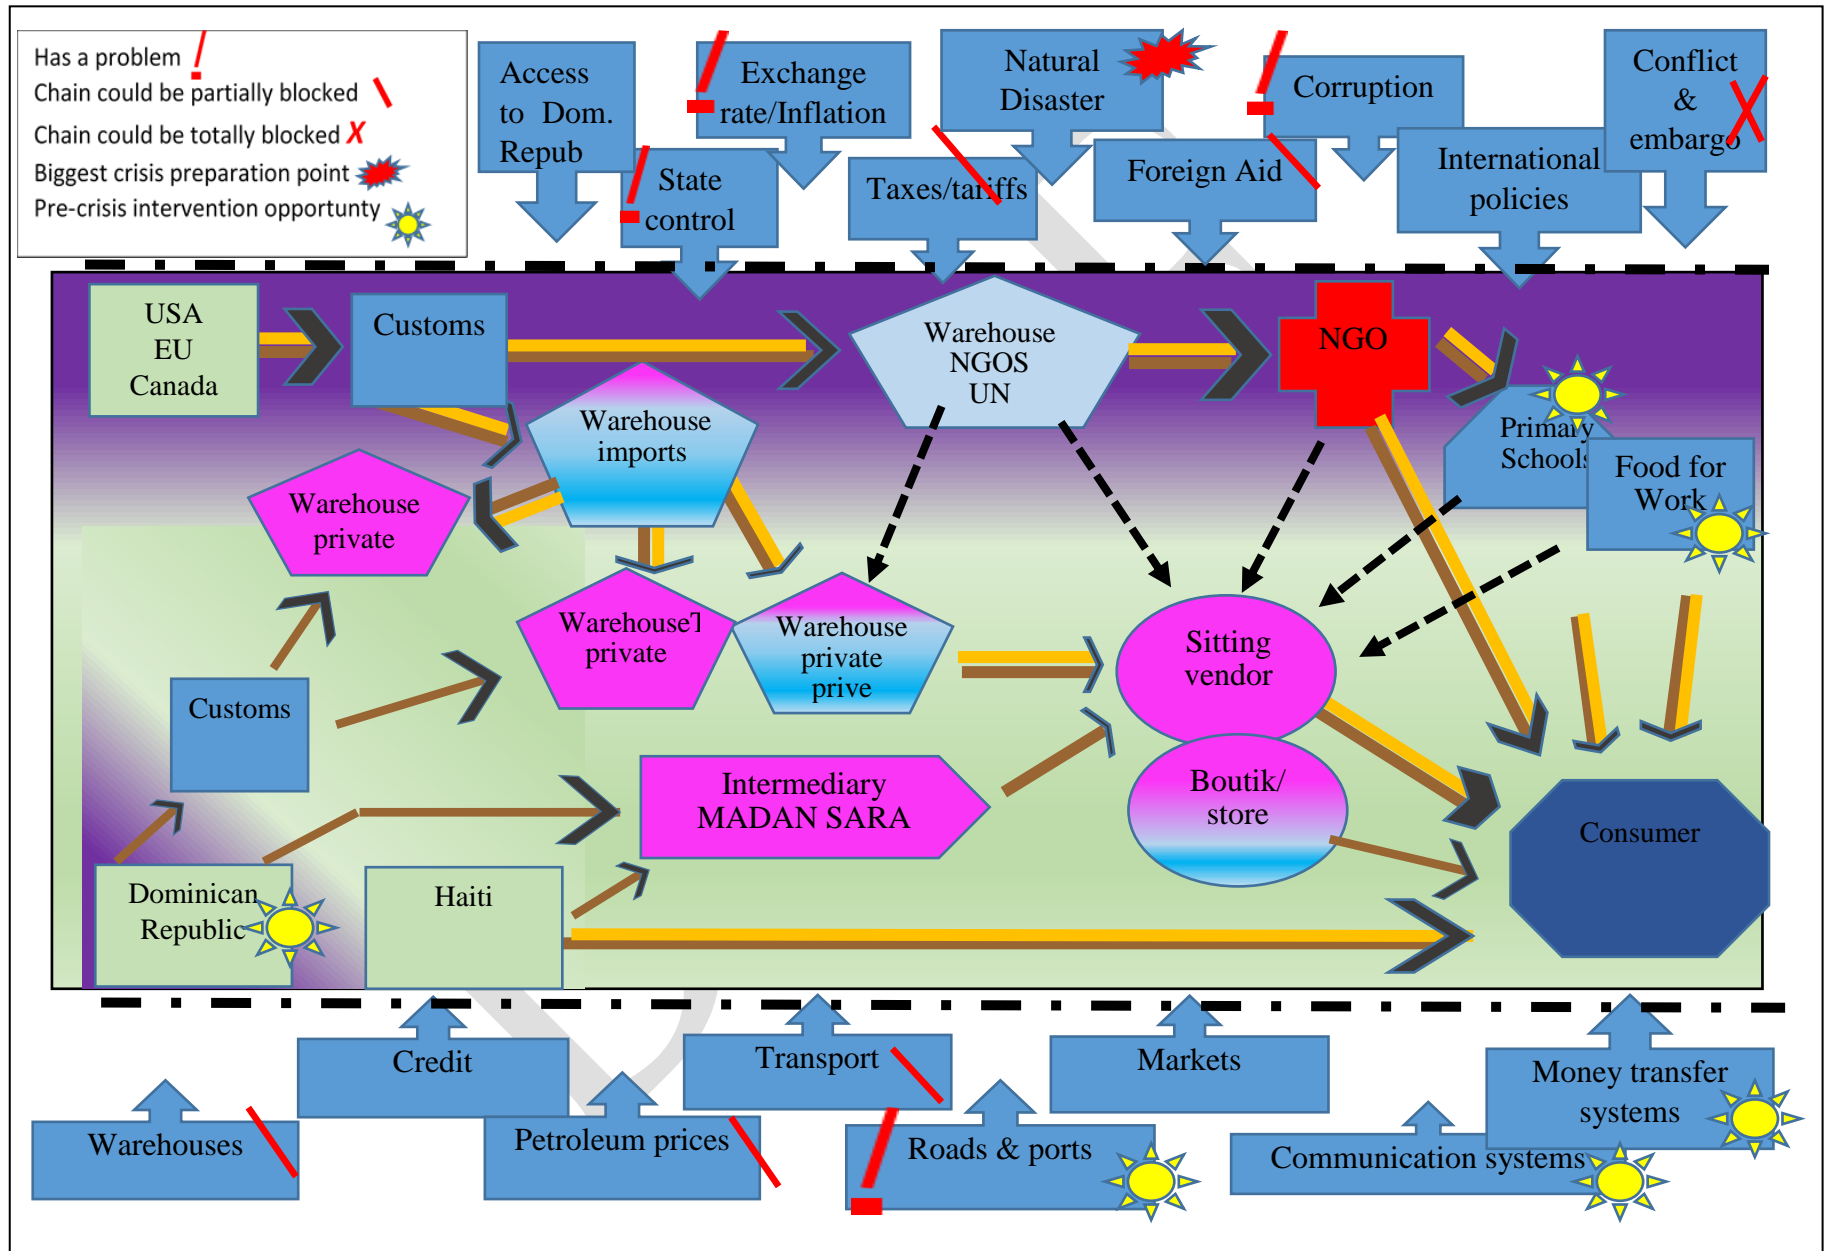 Has a problem
Chain could be partially blocked
Chain could be totally blocked X
Biggest crisis preparation point
Pre-crisis intervention opportunty
Access
to Dom.
Repub
Exchange
rate/Inflation
State
control
Natural
Disaster
Taxes/tariffs
Foreign Aid
Corruption
International
policies
Conflict
&
embargo
USA
EU
Canada
Customs
Warehouse
NGOS
UN
NGO
Primary
Schools
Food for
Work
Warehouse
imports
Warehouse
private
WarehouseT
private
Warehouse
private
prive
Sitting
vendor
Customs
Intermediary
MADAN SARA
Boutik/
store
Consumer
Dominican
Republic
Haiti
Warehouses
Credit
Petroleum prices
Transport
Roads & ports
Markets
Communication systems
Money transfer
systems